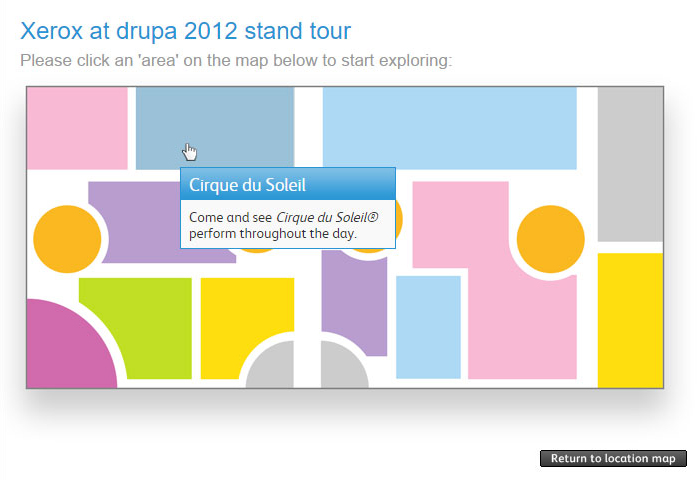 Xerox at drupa 2012 stand tour
Please click an 'area' on the map below to start exploring:
Cirque du Soleil
Come and see Cirque du Soleil®
perform throughout the day.
Return to location map